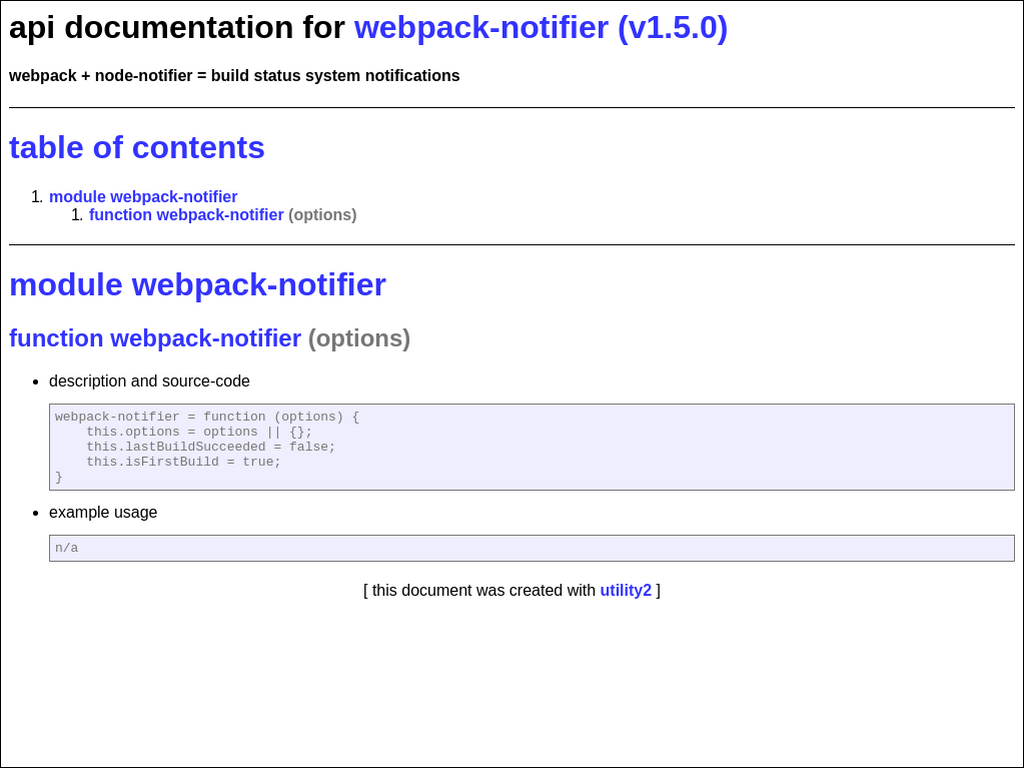 api documentation for webpack-notifier (v1.5.0)
webpack + node-notifier = build status system notifications
table of contents
1. module webpack-notifier
1. function webpack-notifier (options)
module webpack-notifier
function webpack-notifier (options)
• description and source-code
webpack-notifier = function (options) {
    this.options = options || {};
    this.lastBuildSucceeded = false;
    this.isFirstBuild = true;
}
• example usage
n/a
[ this document was created with utility2 ]